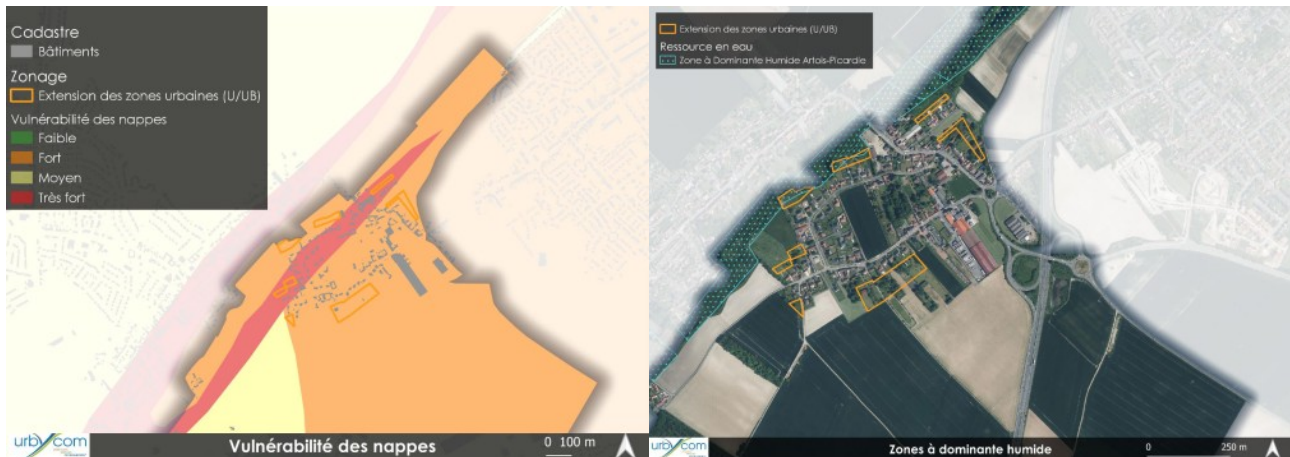 Cadastre
Bâtiments
Zonage
Extension des zones urbaines (U/UB)
Vulnérabilité des nappes
Faible
Fort
Moyen
Très fort
urbycom
Vulnérabilité des nappes
0 100 m
Extension des zones urbaines (U/UB)
Ressource en eau
Zone à Dominante Humide Artois-Picardie
urbycom
Zones à dominante humide
0 250 m